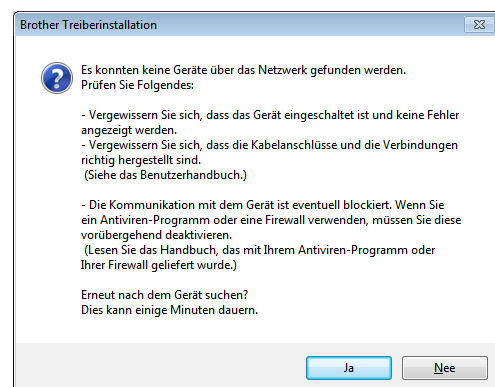 Brother Treiberinstallation
Es konnten keine Geräte über das Netzwerk gefunden werden.
Prüfen Sie Folgendes:
- Vergewissern Sie sich, dass das Gerät eingeschaltet ist und keine Fehler
angezeigt werden.
- Vergewissern Sie sich, dass die Kabelanschlüsse und die Verbindungen
richtig hergestellt sind.
(Siehe das Benutzerhandbuch.)
- Die Kommunikation mit dem Gerät ist eventuell blockiert. Wenn Sie
ein Antiviren-Programm oder eine Firewall verwenden, müssen Sie diese
vorübergehend deaktivieren.
(Lesen Sie das Handbuch, das mit Ihrem Antiviren-Programm oder
Ihrer Firewall geliefert wurde.)
Erneut nach dem Gerät suchen?
Dies kann einige Minuten dauern.
Ja
Nee